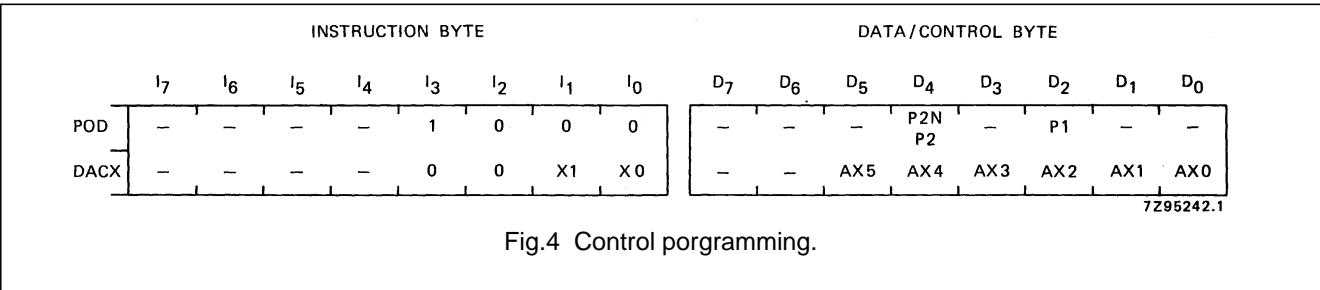 INSTRUCTION BYTE DATA/CONTROL BYTE
I7 I6 I5 I4 I3 I2 I1 I0 D7 D6 D5 D4 D3 D2 D1 D0
POD – – – – 1 0 0 0 – – – P2N P2 – P1 – –
DACX – – – – 0 0 X1 X0 – – AX5 AX4 AX3 AX2 AX1 AX0
7Z95242.1
Fig.4 Control porgramming.